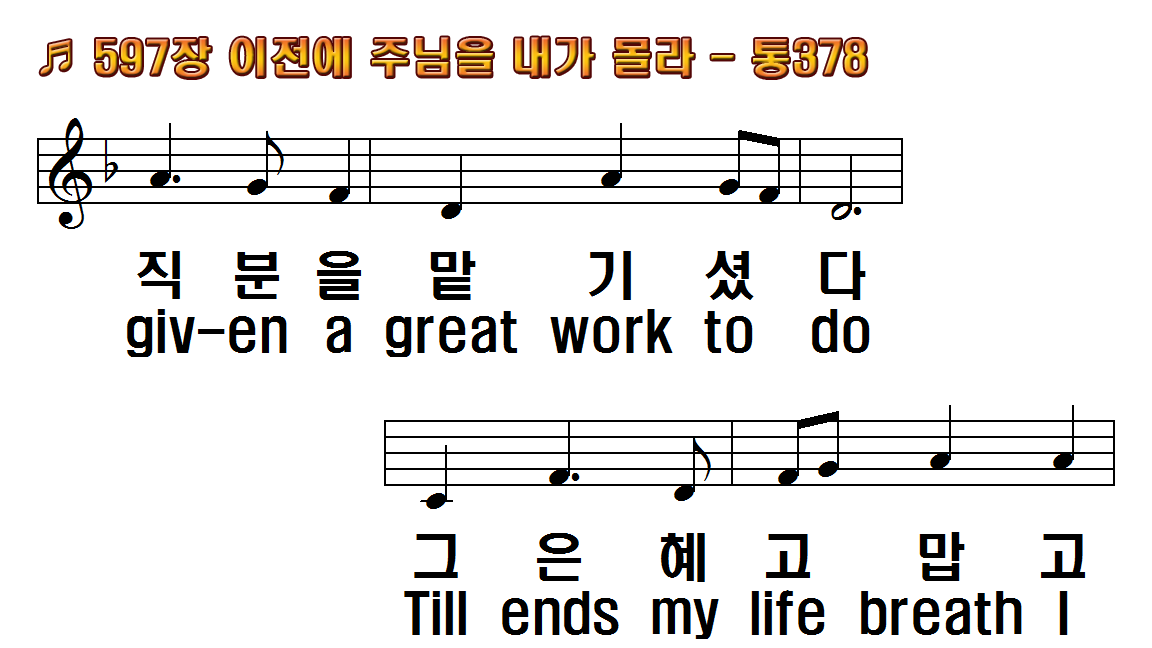 ♬ 597장 이전에 주님을 내가 몰라 - 통378
직 분 을 맡 기 셨 다
giv-en a great work to do
그 은 혜 고 맙 고
Till ends my life breath I